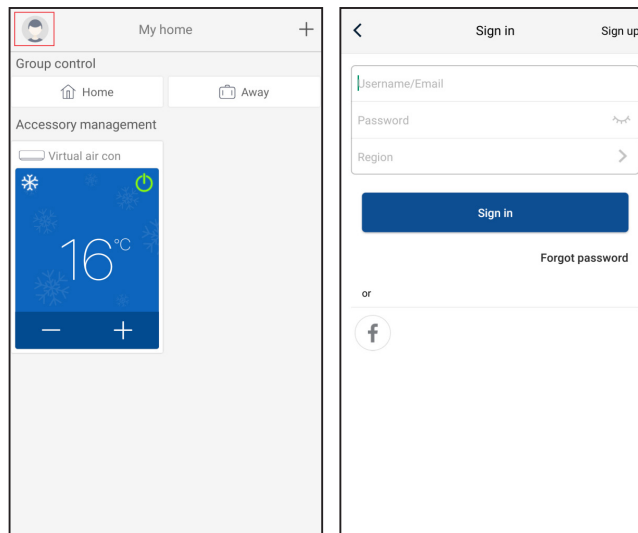 My home
+
Group control
Home
Away
Accessory management
Virtual air con
16°C
− +
Sign in
Sign up
Username/Email
Password
Region
Sign in
Forgot password
or
f